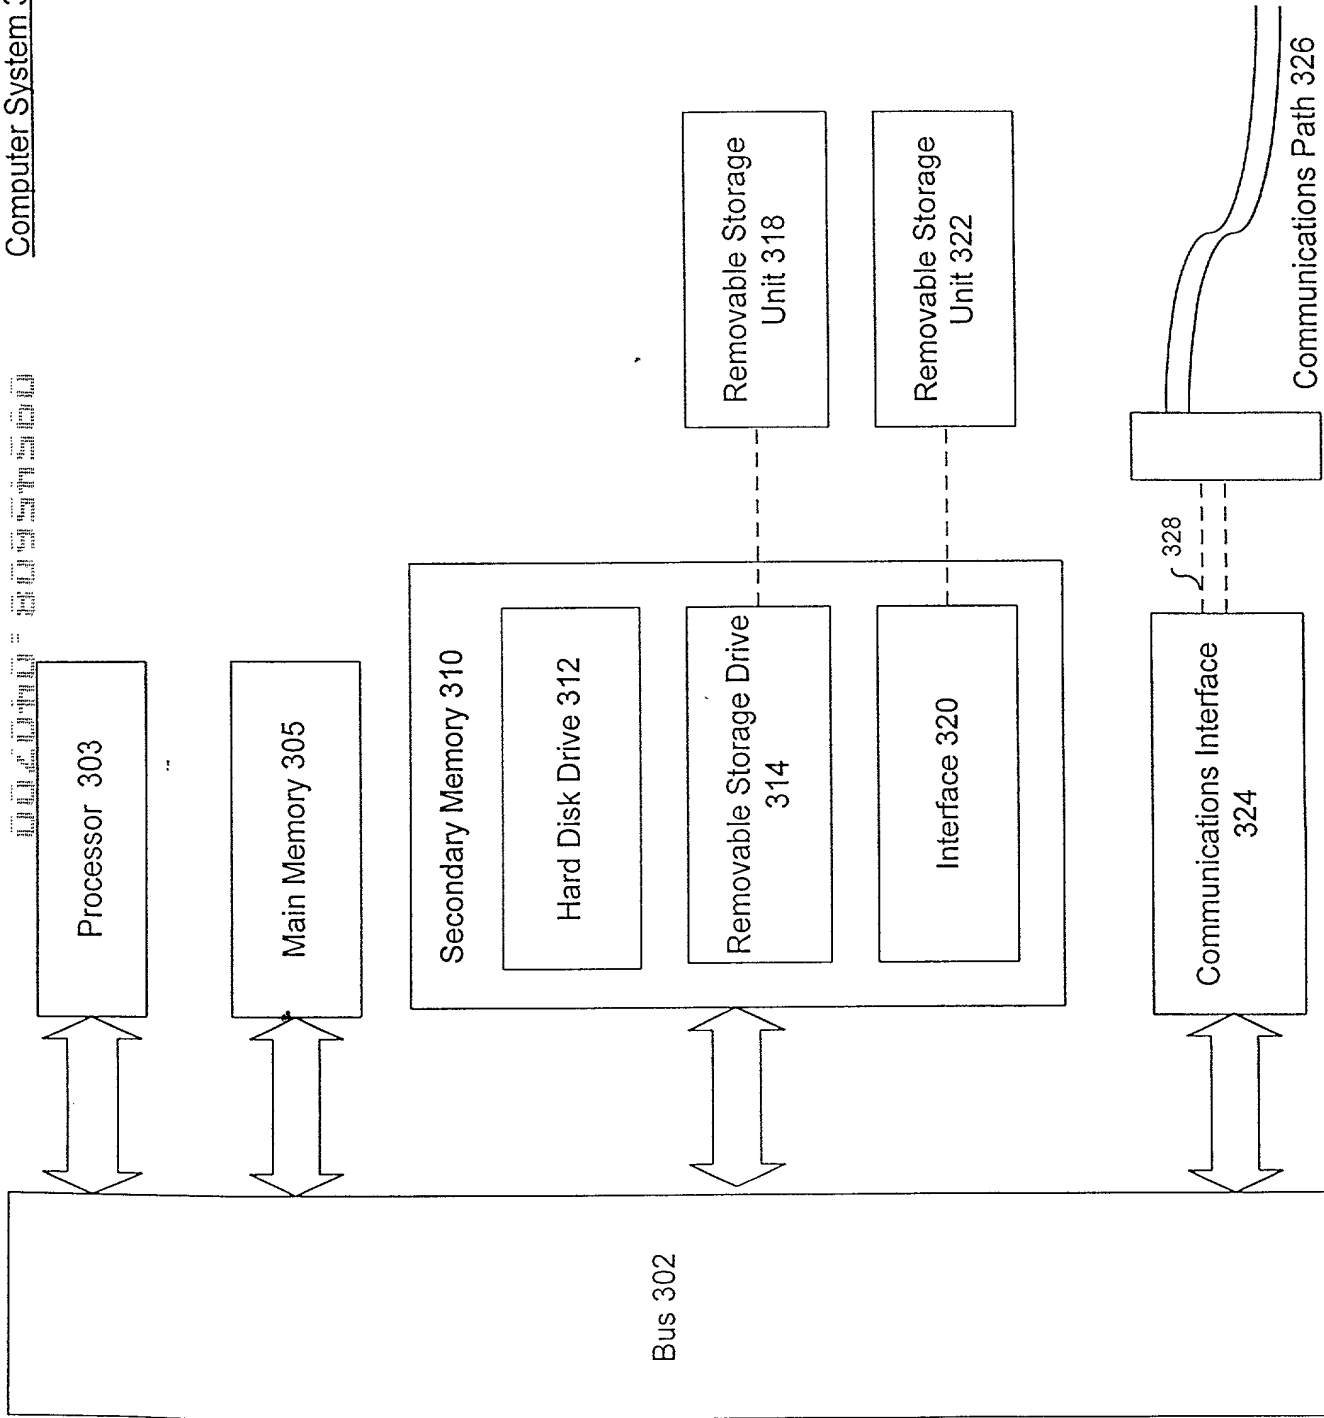 Computer System 3
Processor 303
Main Memory 305
Secondary Memory 310
Hard Disk Drive 312
Removable Storage Drive
314
Interface 320
Removable Storage
Unit 318
Removable Storage
Unit 322
Communications Interface
324
328
Communications Path 326
Bus 302